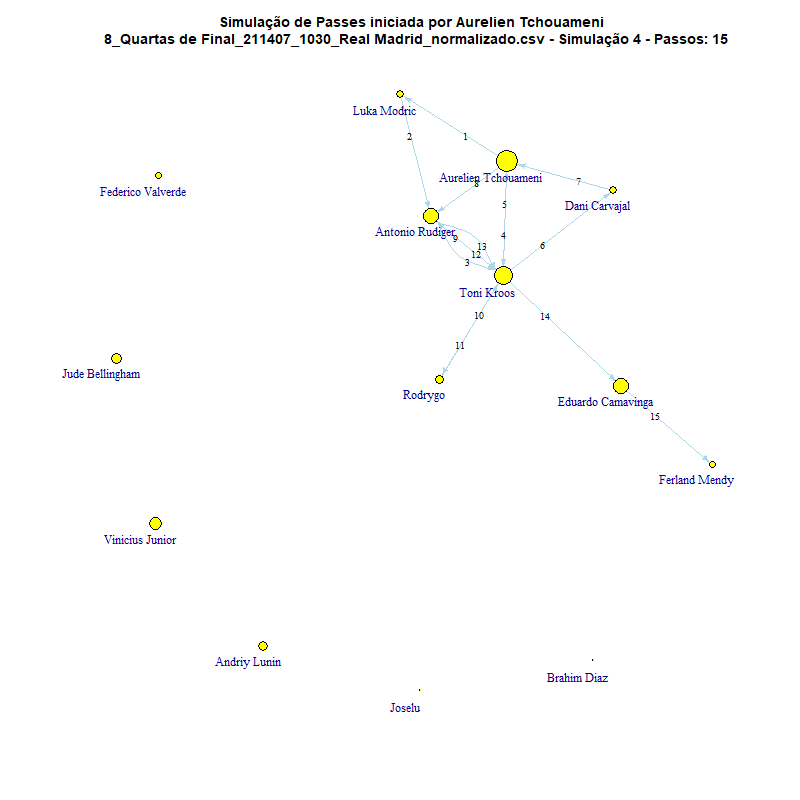 Simulação de Passes iniciada por Aurelien Tchouameni
8_Quartas de Final_211407_1030_Real Madrid_normalizado.csv - Simulação 4 - Passos: 15
Luka Modric
2
1
Aurelien Tchouameni
8
7
Federico Valverde
Dani Carvajal
5
Antonio Rudiger
9
13
4
6
12
3
Toni Kroos
10
14
11
Jude Bellingham
Rodrygo
Eduardo Camavinga
15
Ferland Mendy
Vinicius Junior
Andriy Lunin
Brahim Diaz
Joselu